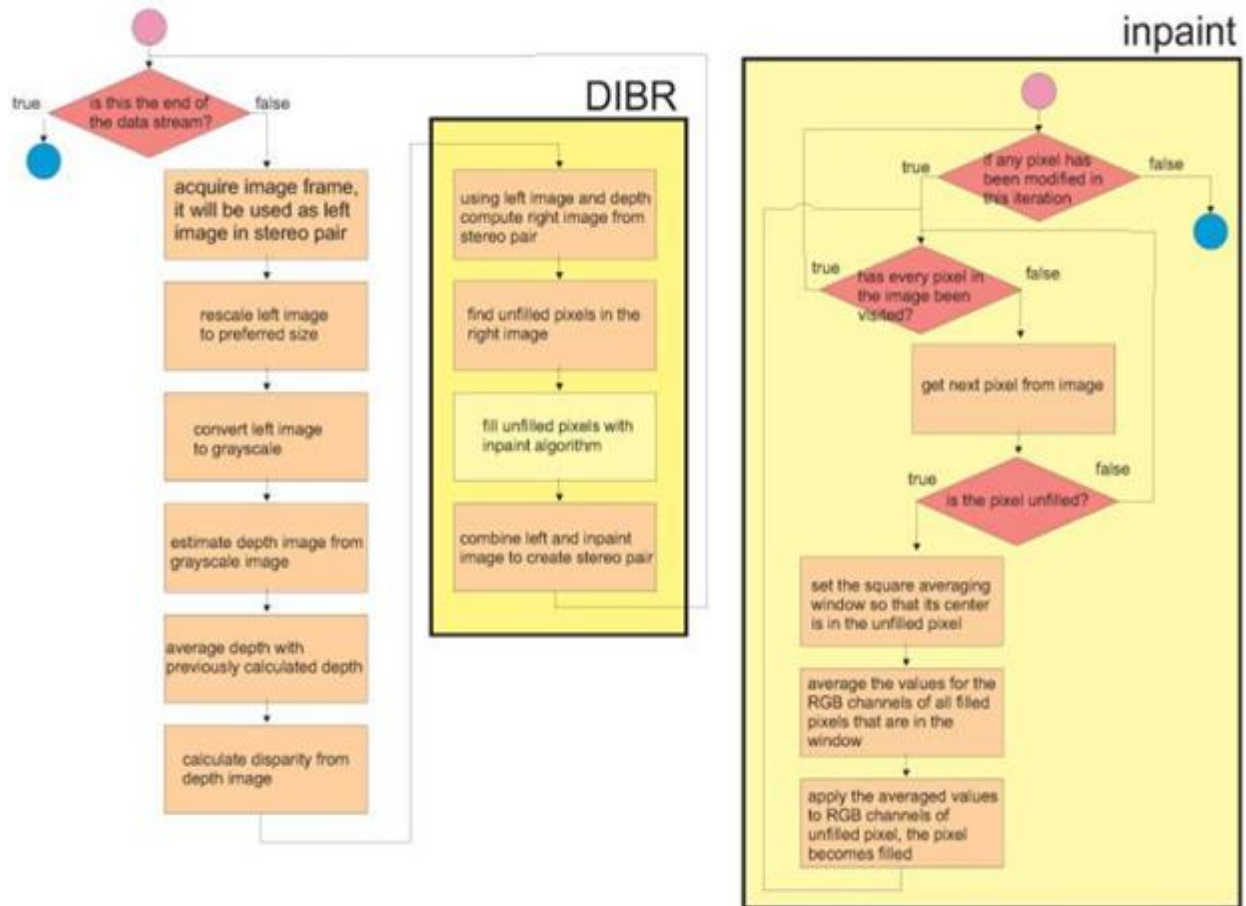 is this the end of
the data stream?
true
false
acquire image frame,
it will be used as left
image in stereo pair
rescale left image
to preferred size
convert left image
to grayscale
estimate depth image from
grayscale image
average depth with
previously calculated depth
calculate disparity from
depth image
DIBR
using left image and depth
compute right image from
stereo pair
find unfilled pixels in the
right image
fill unfilled pixels with
inpaint algorithm
combine left and inpaint
image to create stereo pair
inpaint
if any pixel has
been modified in
this iteration
true
false
has every pixel in
the image been
visited?
true
false
get next pixel from image
is the pixel unfilled?
true
false
set the square averaging
window so that its center
is in the unfilled pixel
average the values for the
RGB channels of all filled
pixels that are in the
window
apply the averaged values
to RGB channels of
unfilled pixel, the pixel
becomes filled